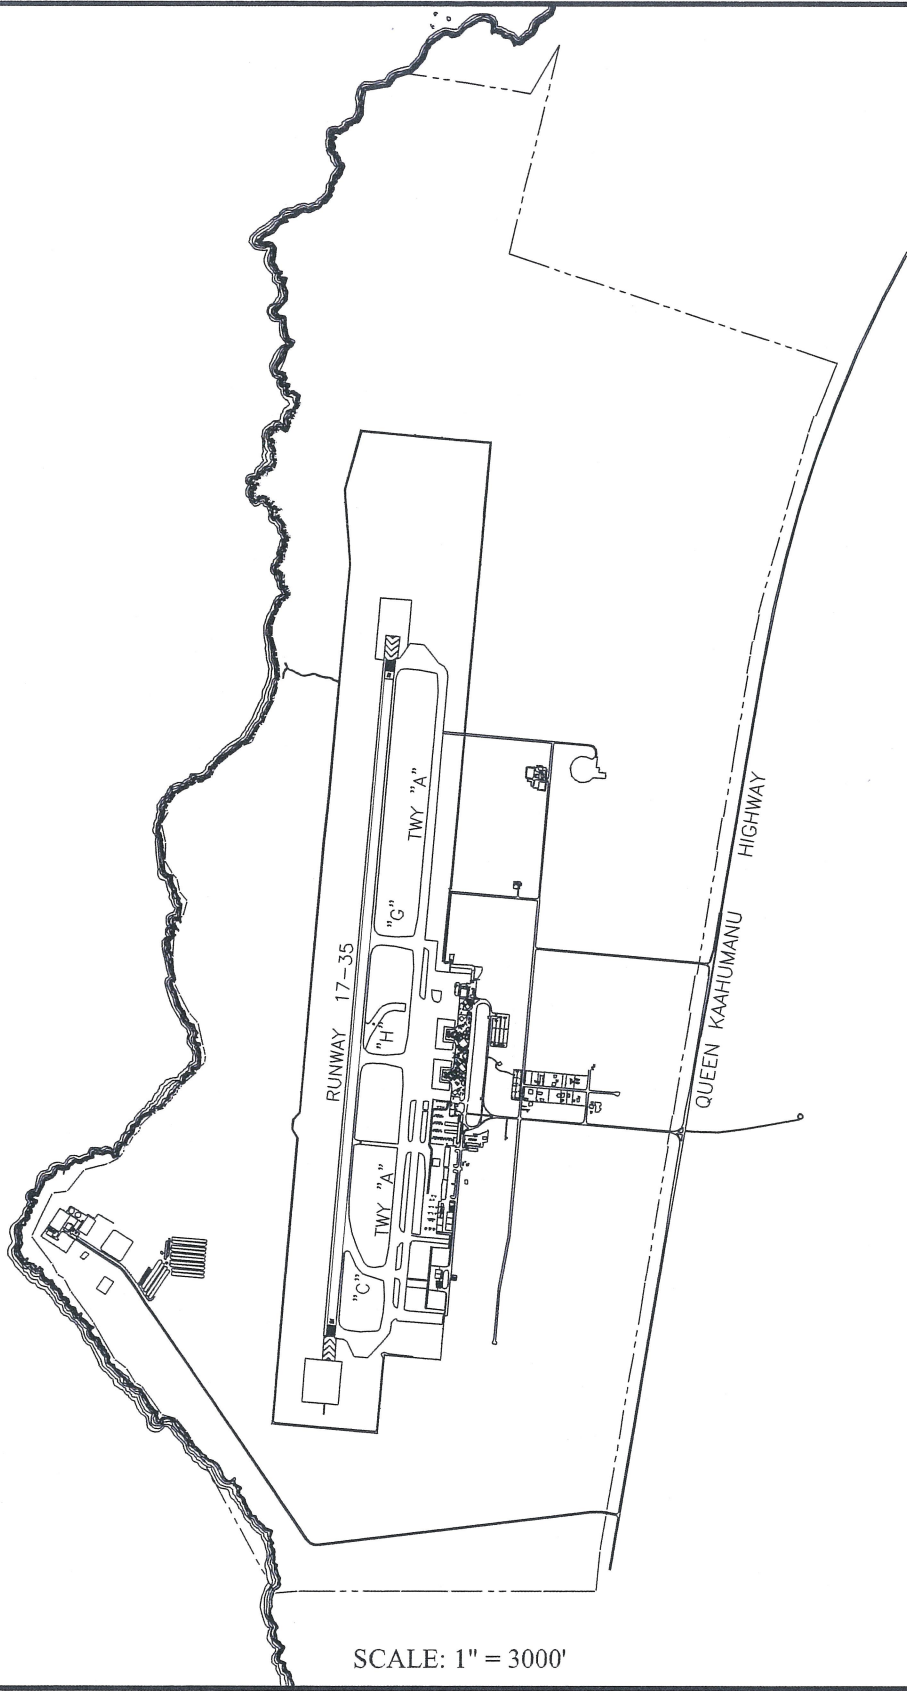 TWY "A"
HIGHWAY
"G"
RUNWAY 17-35
"H"
QUEEN KAAHUMANU
TWY "A"
"C"
SCALE: 1" = 3000'